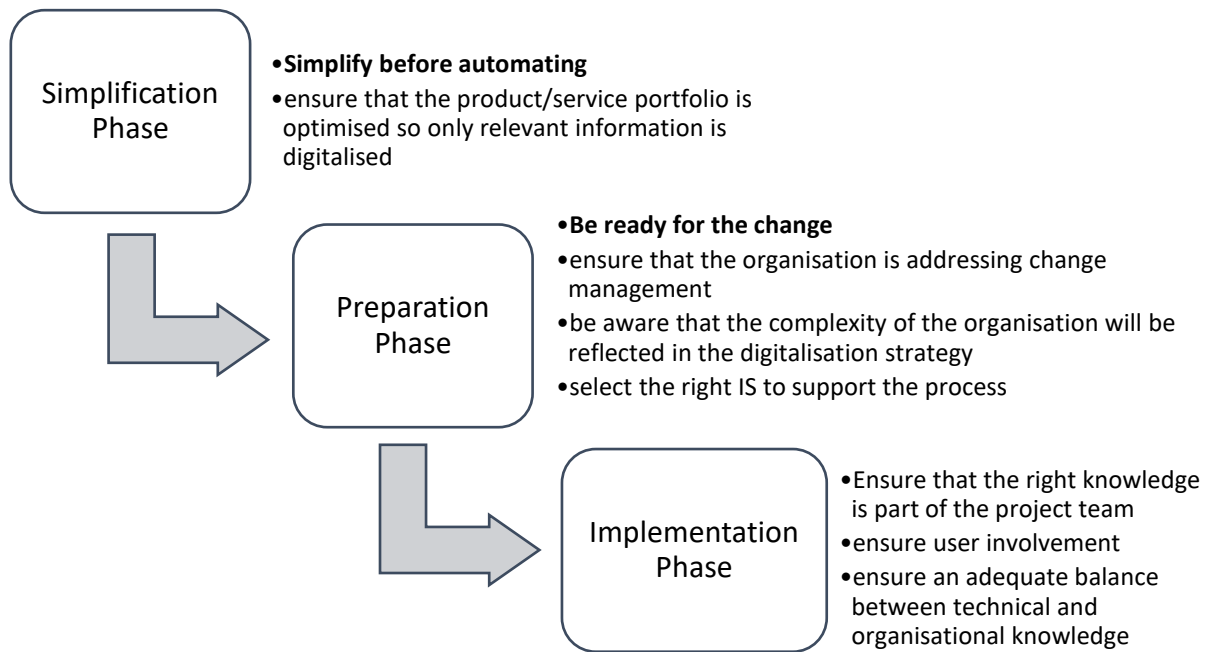 Simplification
Phase
•Simplify before automating
•ensure that the product/service portfolio is
optimised so only relevant information is
digitalised
Preparation
Phase
•Be ready for the change
•ensure that the organisation is addressing change
management
•be aware that the complexity of the organisation will be
reflected in the digitalisation strategy
•select the right IS to support the process
Implementation
Phase
•Ensure that the right knowledge
is part of the project team
•ensure user involvement
•ensure an adequate balance
between technical and
organisational knowledge